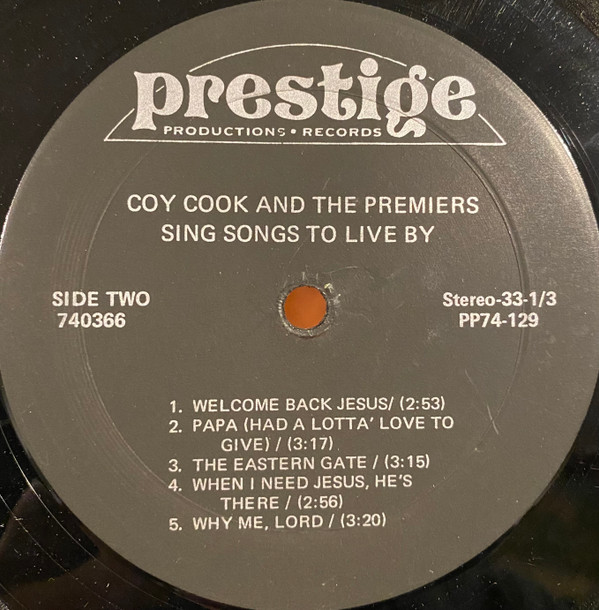 prestige
PRODUCTIONS • RECORDS
COY COOK AND THE PREMIERS
SING SONGS TO LIVE BY
SIDE TWO
740366
Stereo-33-1/3
PP74-129
1. WELCOME BACK JESUS/ (2:53)
2. PAPA (HAD A LOTTA' LOVE TO
GIVE) / (3:17)
3. THE EASTERN GATE / (3:15)
4. WHEN I NEED JESUS, HE'S
THERE / (2:56)
5. WHY ME, LORD / (3:20)